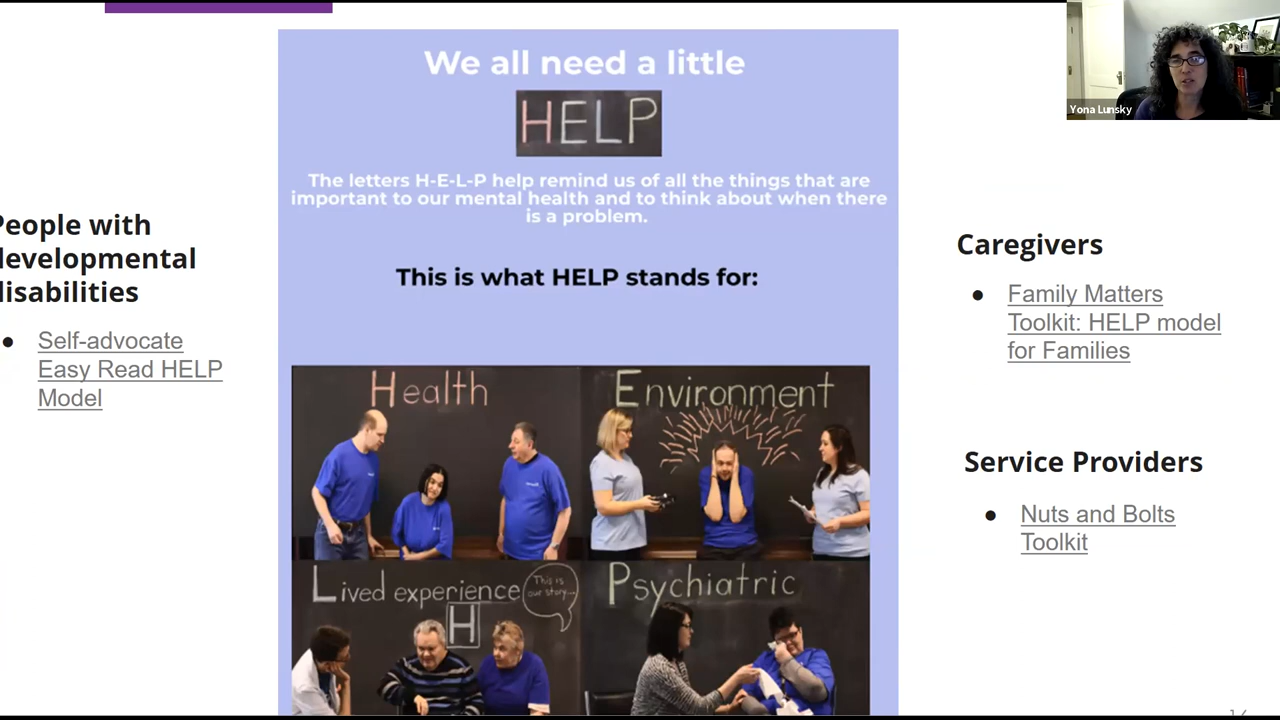 We all need a little
HELP
The letters H-E-L-P help remind us of all the things that are
important to our mental health and to think about when there
is a problem.
This is what HELP stands for:
Health
Environment
Lived experience
This is
our story...
H
Psychiatric
People with
developmental
disabilities
Self-advocate
Easy Read HELP
Model
Caregivers
Family Matters
Toolkit: HELP model
for Families
Service Providers
Nuts and Bolts
Toolkit
Yona Lunsky